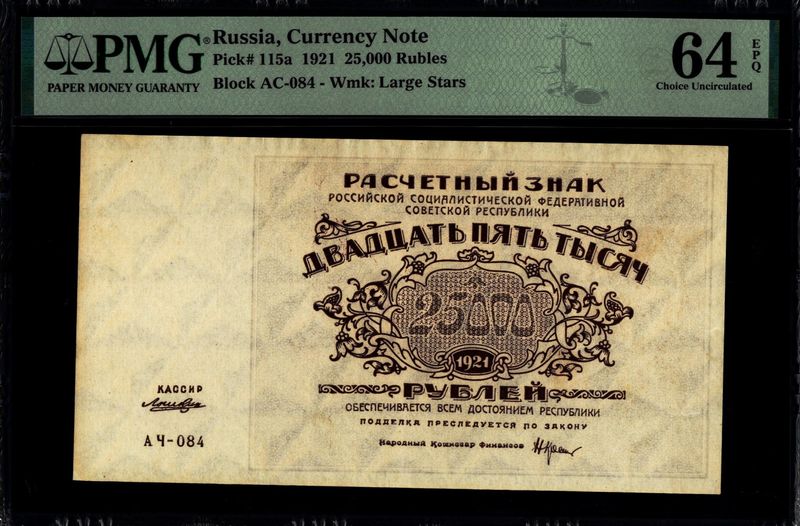 PMG®
PAPER MONEY GUARANTY
Russia, Currency Note
Pick# 115a 1921 25,000 Rubles
Block AC-084 - Wmk: Large Stars
64 EPQ
Choice Uncirculated
РАСЧЕТНЫЙ ЗНАК
РОССИЙСКОЙ СОЦИАЛИСТИЧЕСКОЙ ФЕДЕРАТИВНОЙ
СОВЕТСКОЙ РЕСПУБЛИКИ
ДВАДЦАТЬ ПЯТЬ ТЫСЯЧ
25000
1921
РУБЛЕЙ
ОБЕСПЕЧИВАЕТСЯ ВСЕМ ДОСТОЯНИЕМ РЕСПУБЛИКИ
ПОДДЕЛКА ПРЕСЛЕДУЕТСЯ ПО ЗАКОНУ
Народный Комиссар Финансов
КАССИР
АЧ-084